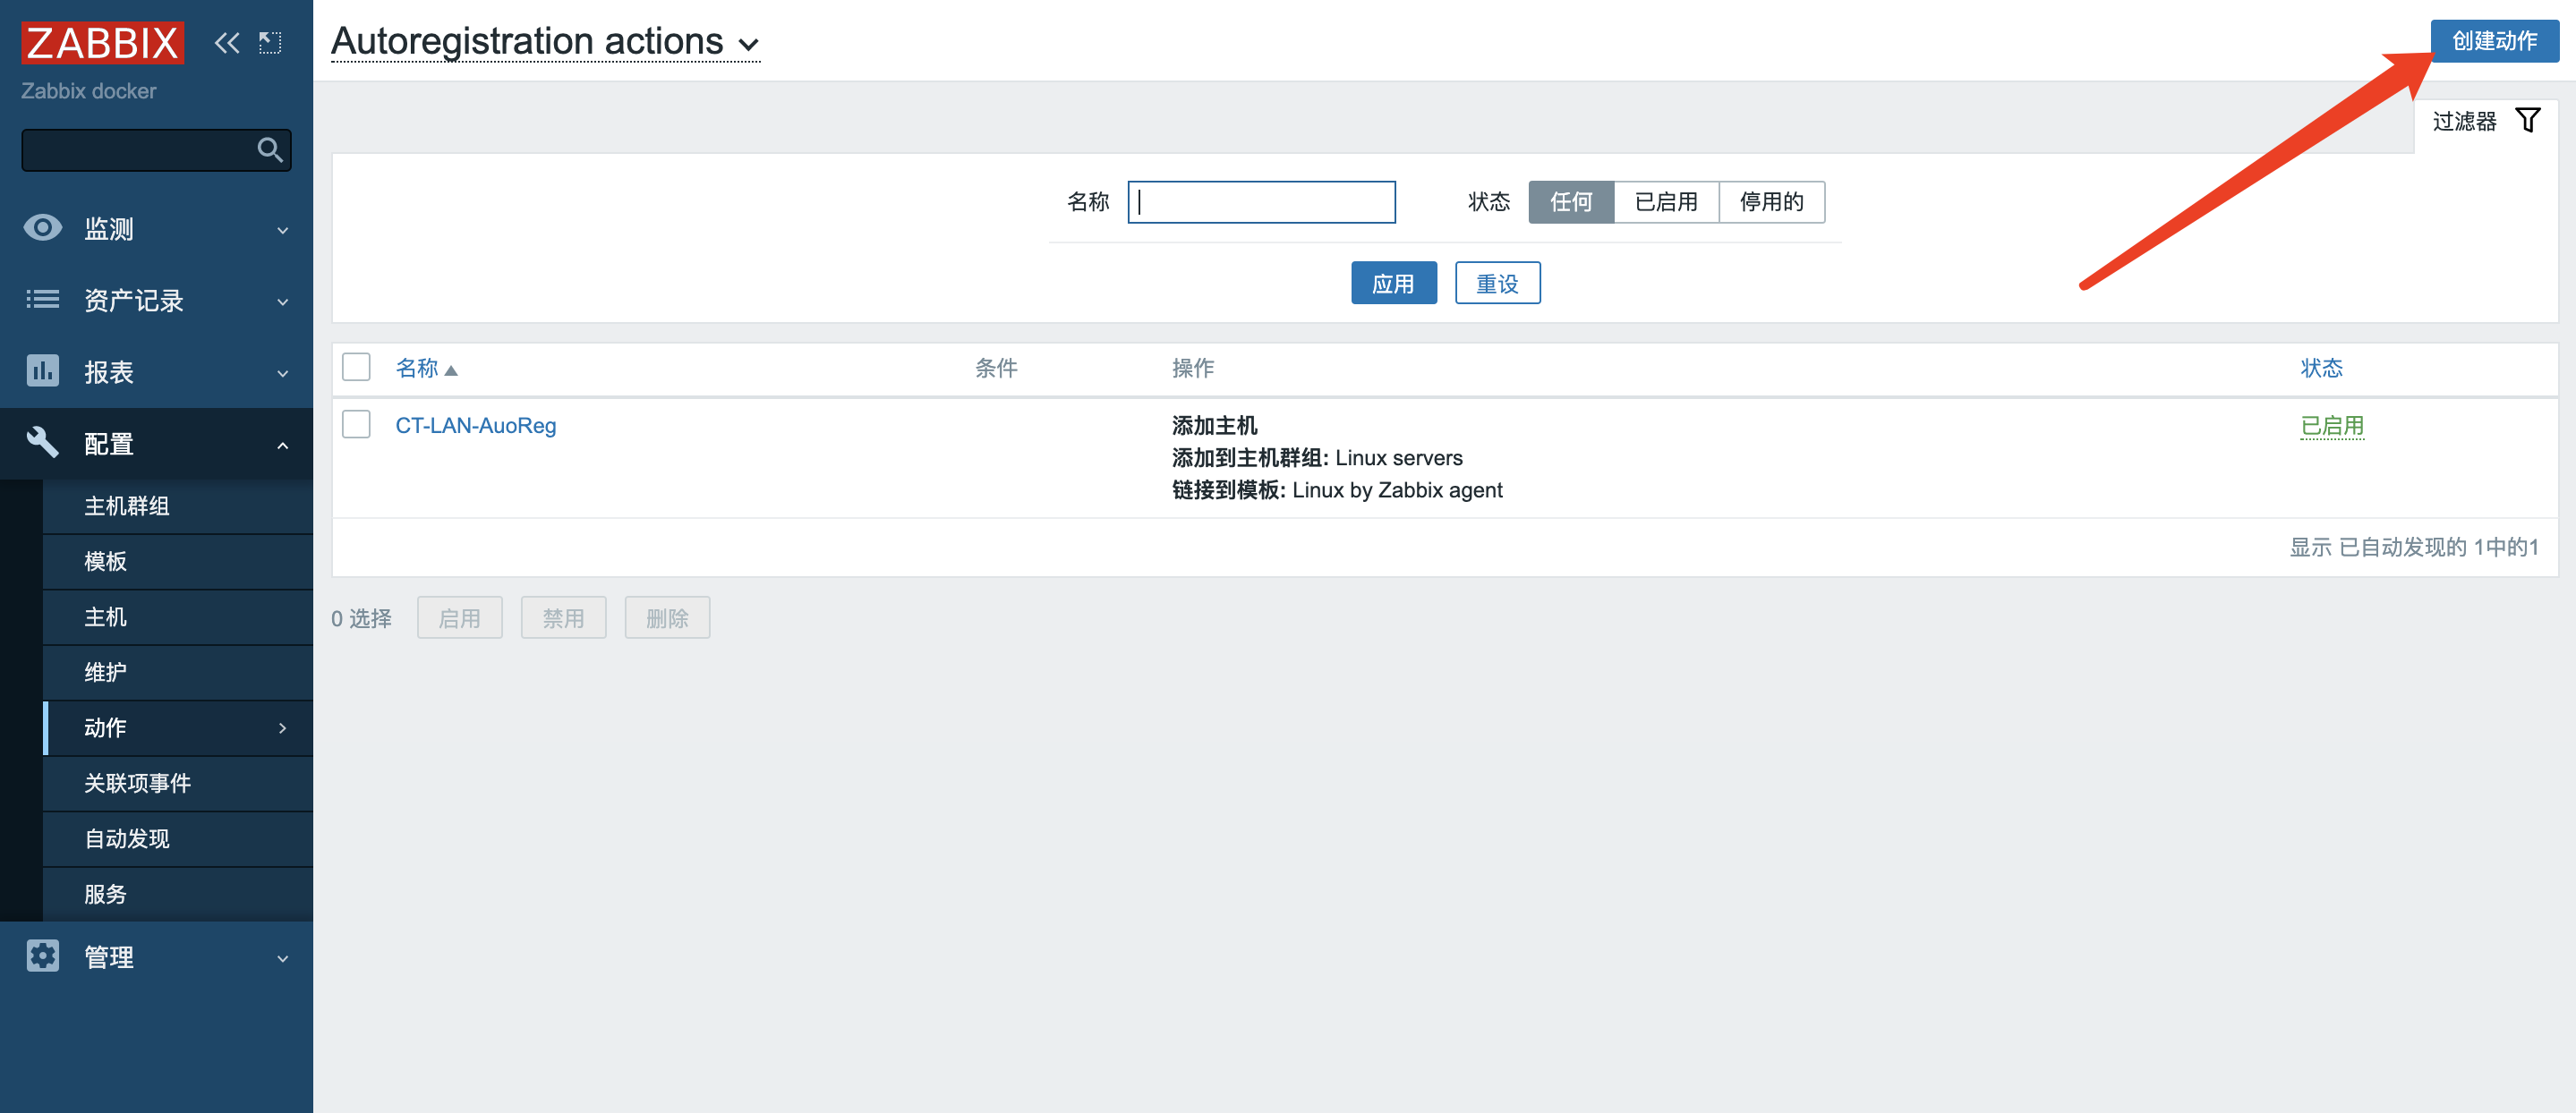 ZABBIX
Zabbix docker
监测
资产记录
报表
配置
主机群组
模板
主机
维护
动作
关联项事件
自动发现
服务
管理
Autoregistration actions
创建动作
过滤器
名称
状态 任何 已启用 停用的
应用 重设
名称 条件 操作 状态
CT-LAN-AuoReg 添加主机 已启用
添加到主机群组: Linux servers
链接到模板: Linux by Zabbix agent
显示 已自动发现的 1中的1
0 选择 启用 禁用 删除